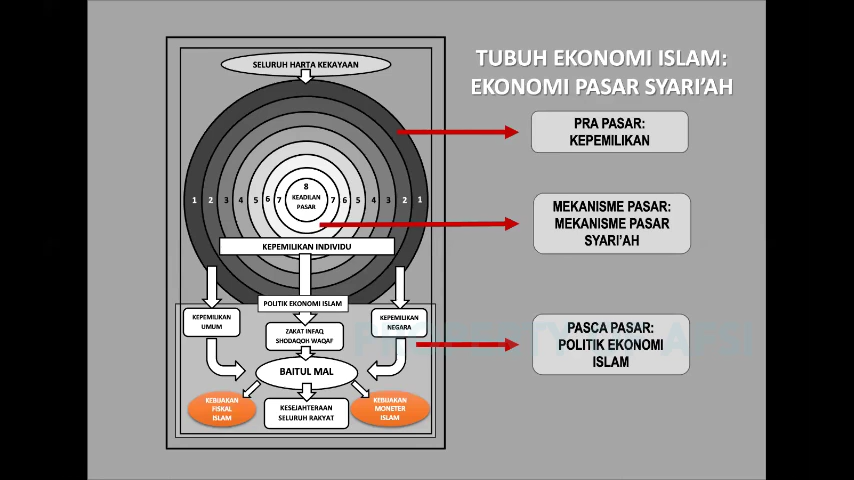 TUBUH EKONOMI ISLAM:
EKONOMI PASAR SYARI'AH
SELURUH HARTA KEKAYAAN
1 2 3 4 5 6 7
8
KEADILAN
PASAR
7 6 5 4 3 2 1
KEPEMILIKAN INDIVIDU
POLITIK EKONOMI ISLAM
KEPEMILIKAN
UMUM
ZAKAT INFAQ
SHODAQOH WAQAF
KEPEMILIKAN
NEGARA
BAITUL MAL
KEBIJAKAN
FISKAL
ISLAM
KESEJAHTERAAN
SELURUH RAKYAT
KEBIJAKAN
MONETER
ISLAM
PRA PASAR:
KEPEMILIKAN
MEKANISME PASAR:
MEKANISME PASAR
SYARI'AH
PASCA PASAR:
POLITIK EKONOMI
ISLAM